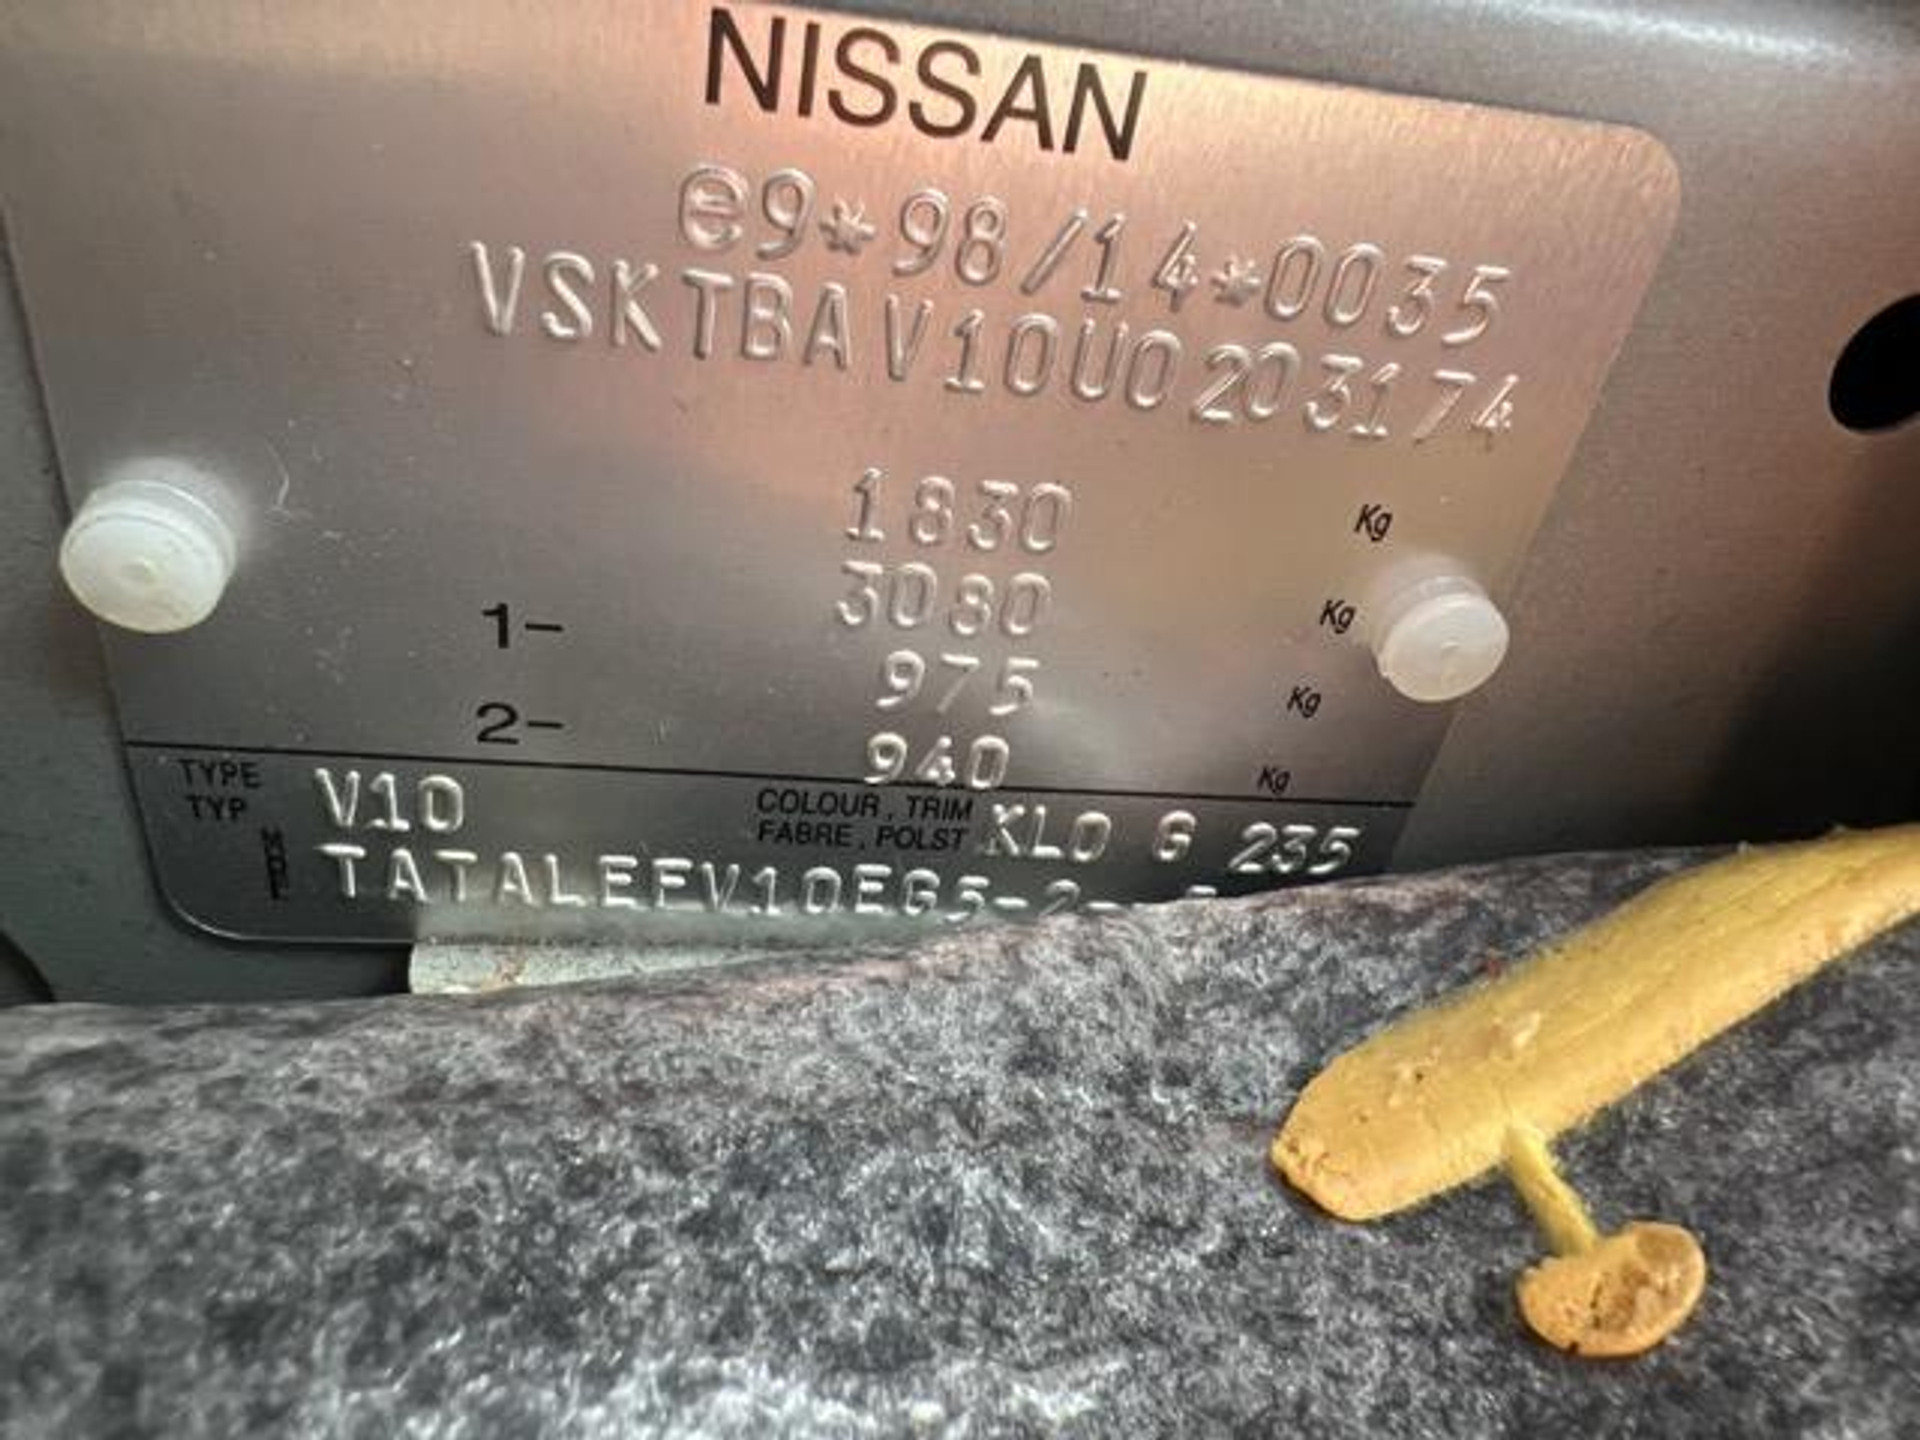 NISSAN
e9*98/14*0035
VSKTBAV10U0203174
1830 Kg
3080 Kg
1- 975 Kg
2- 940 Kg
TYPE
TYP V10 COLOUR, TRIM
FABRE, POLST KL0 G 235
TATALEFV10EG5-2-